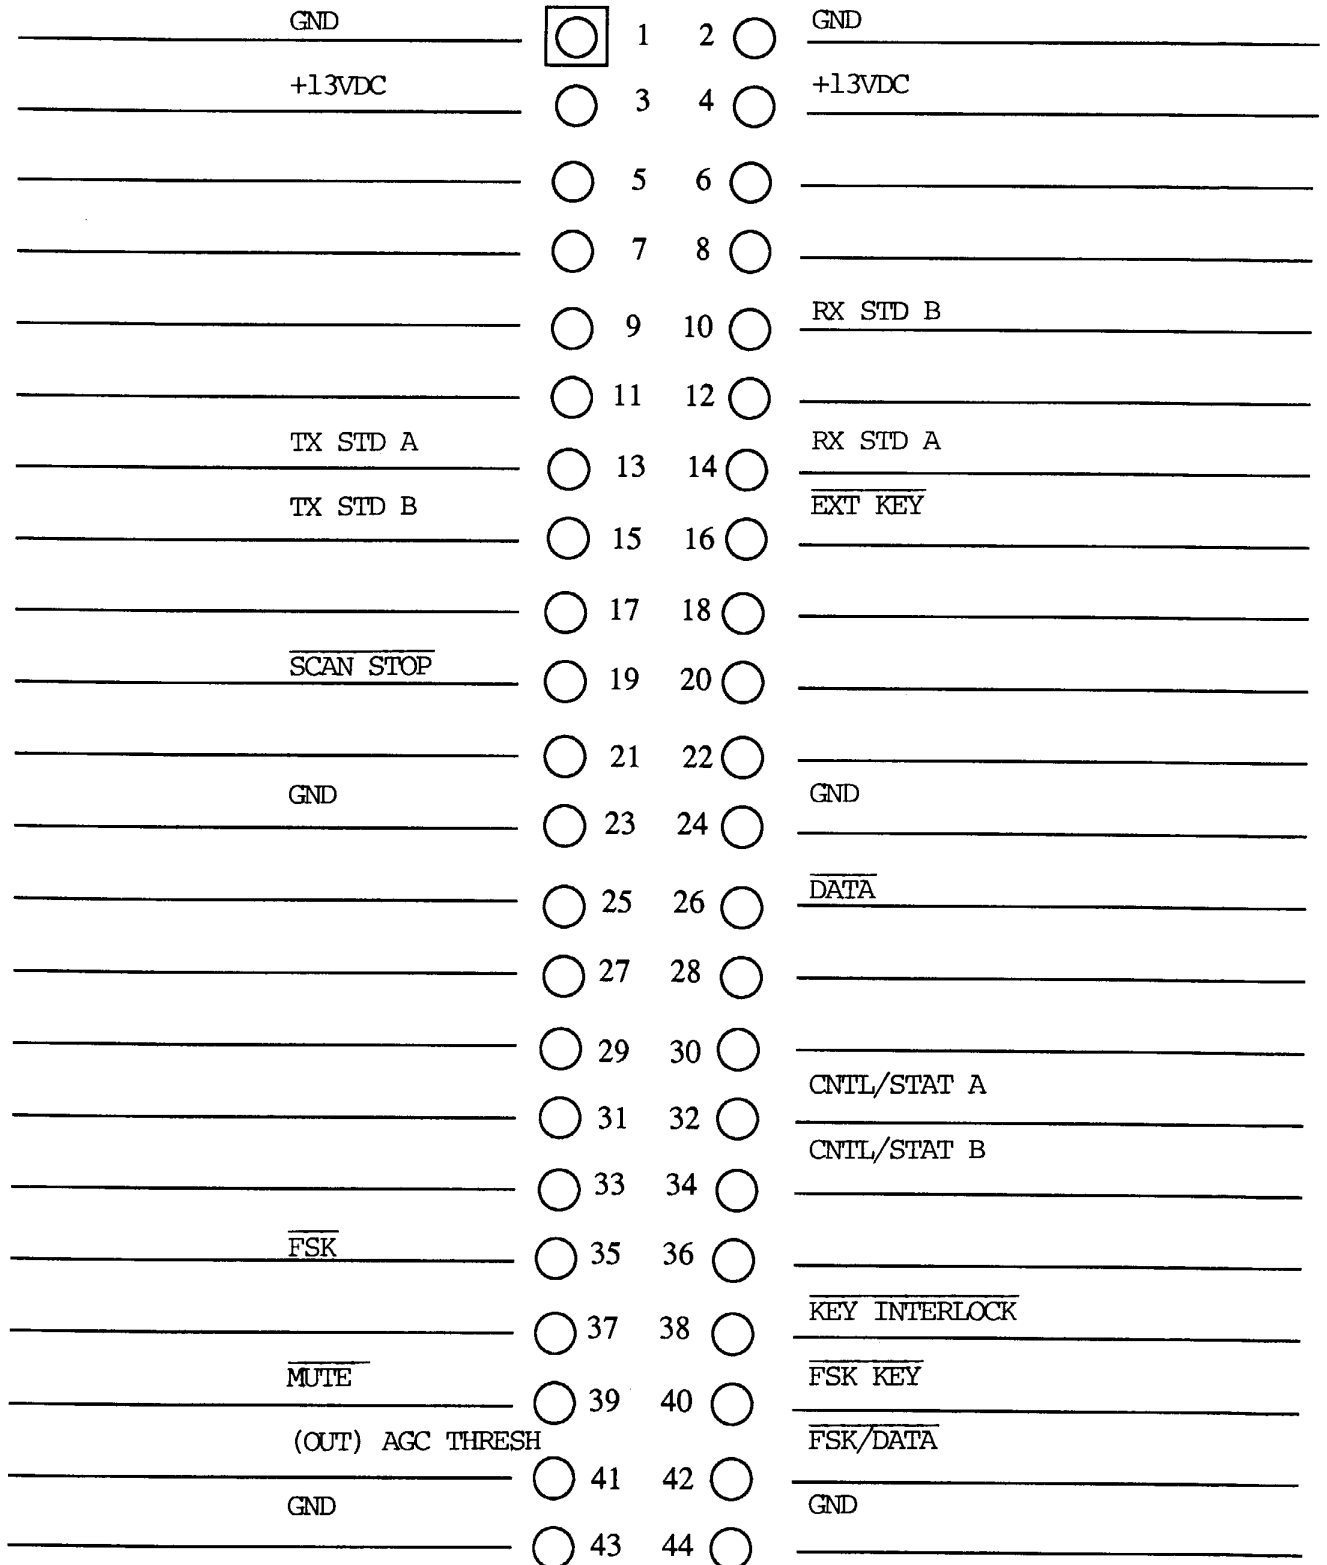 GND 1 2 GND
+13VDC 3 4 +13VDC
5 6
7 8
9 10 RX STD B
11 12
TX STD A 13 14 RX STD A
TX STD B 15 16 EXT KEY
17 18
SCAN STOP 19 20
21 22
GND 23 24 GND
25 26 DATA
27 28
29 30
31 32 CNTL/STAT A
33 34 CNTL/STAT B
FSK 35 36
37 38 KEY INTERLOCK
MUTE 39 40 FSK KEY
(OUT) AGC THRESH 41 42 FSK/DATA
GND 43 44 GND